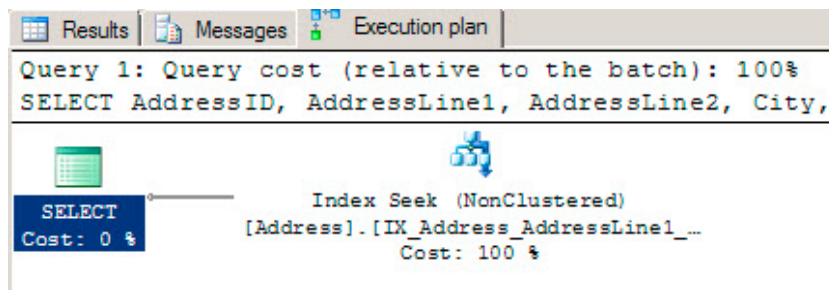 Results Messages Execution plan
Query 1: Query cost (relative to the batch): 100%
SELECT AddressID, AddressLine1, AddressLine2, City,
SELECT
Cost: 0 %
Index Seek (NonClustered)
[Address].[IX_Address_AddressLine1_…
Cost: 100 %